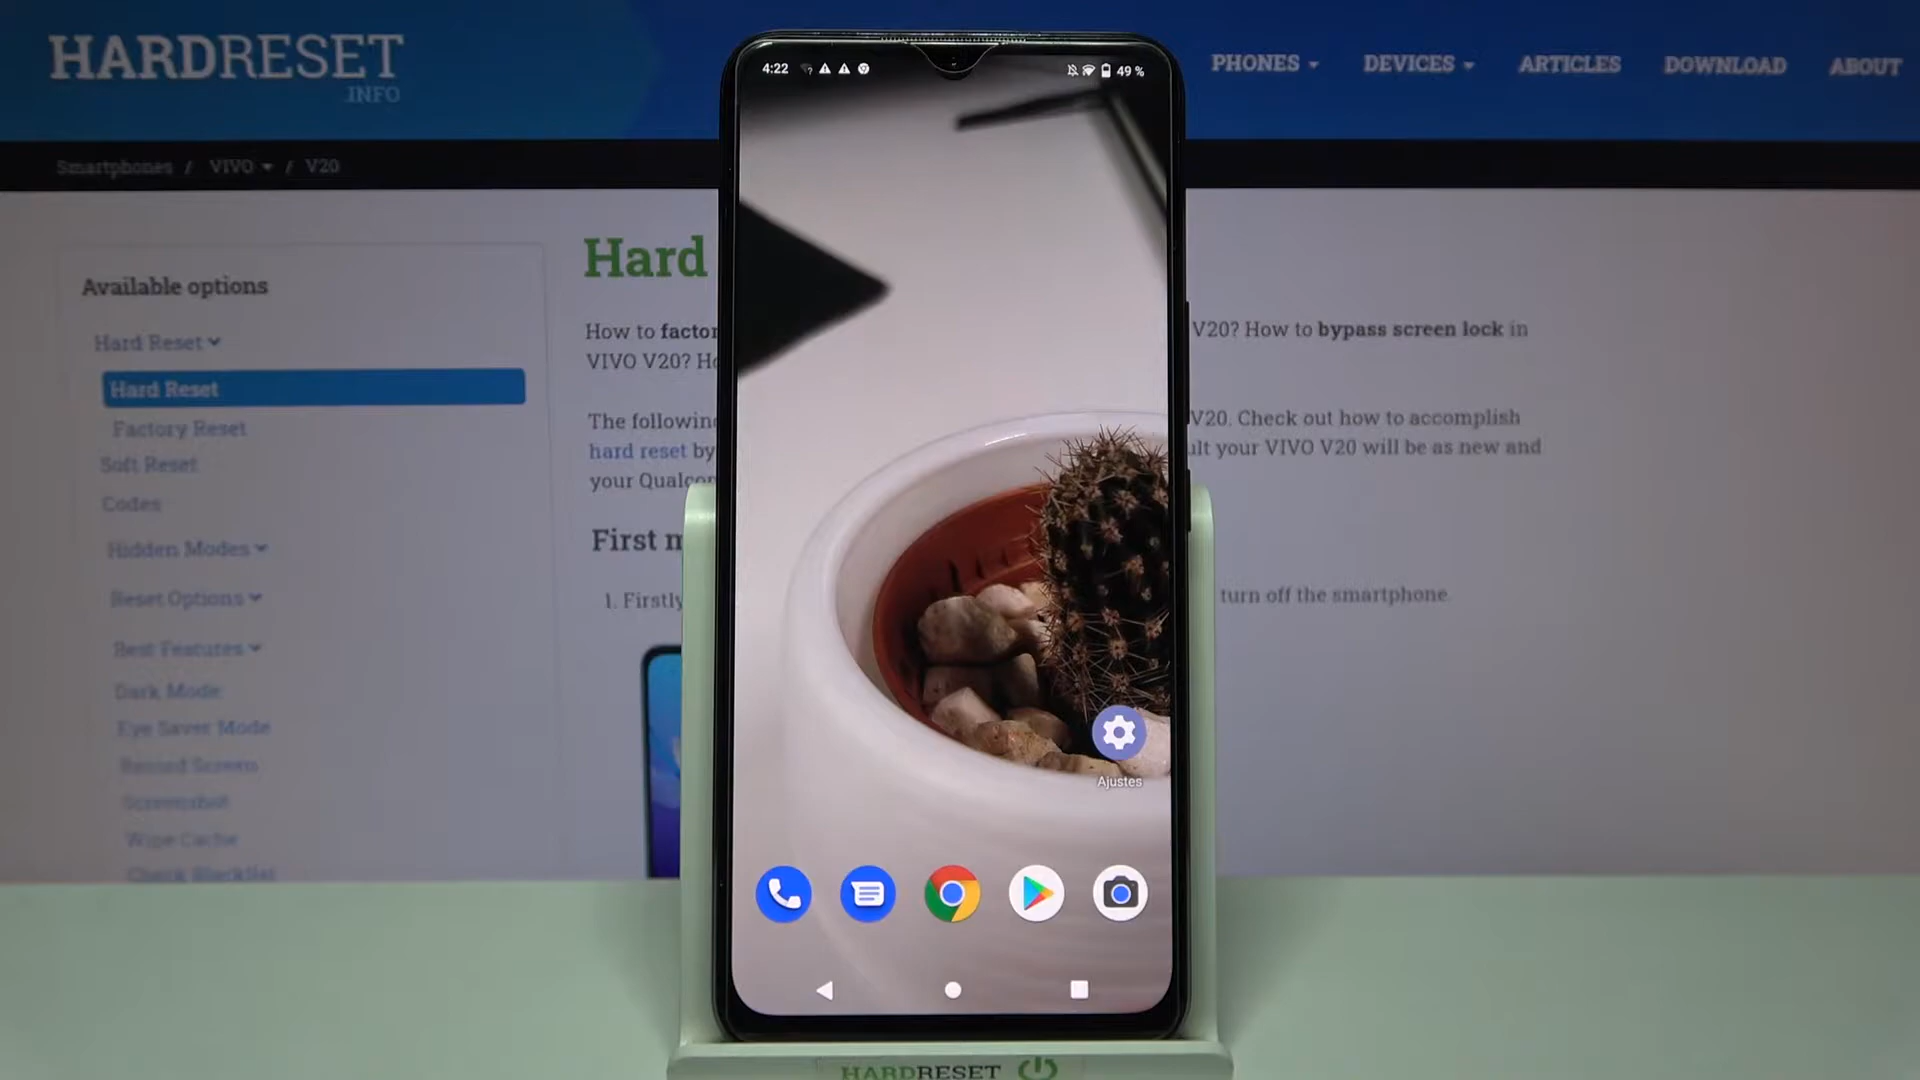 HARDRESET
.INFO
PHONES
DEVICES
ARTICLES
DOWNLOAD
ABOUT
Smartphones / VIVO / V20
Available options
Hard Reset
Hard Reset
Factory Reset
Soft Reset
Codes
Hidden Modes
Reset Options
Best Features
Dark Mode
Eye Saver Mode
Record Screen
Screenshot
Wipe Cache
Check Blacklist
Hard
How to factor
V20? How to bypass screen lock in
VIVO V20? Ho
The following
V20. Check out how to accomplish
hard reset by
ult your VIVO V20 will be as new and
your Qualcom
First m
1. Firstly
turn off the smartphone.
4:22
49 %
Ajustes
HARDRESET